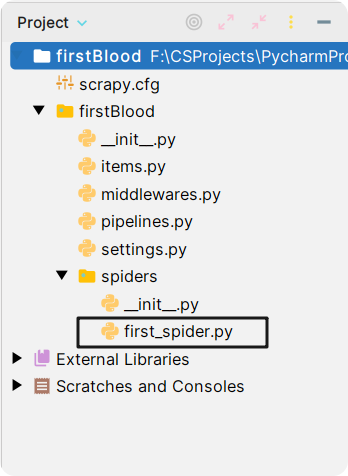 Project
firstBlood F:\CSProjects\PycharmPro
scrapy.cfg
firstBlood
__init__.py
items.py
middlewares.py
pipelines.py
settings.py
spiders
__init__.py
first_spider.py
External Libraries
Scratches and Consoles